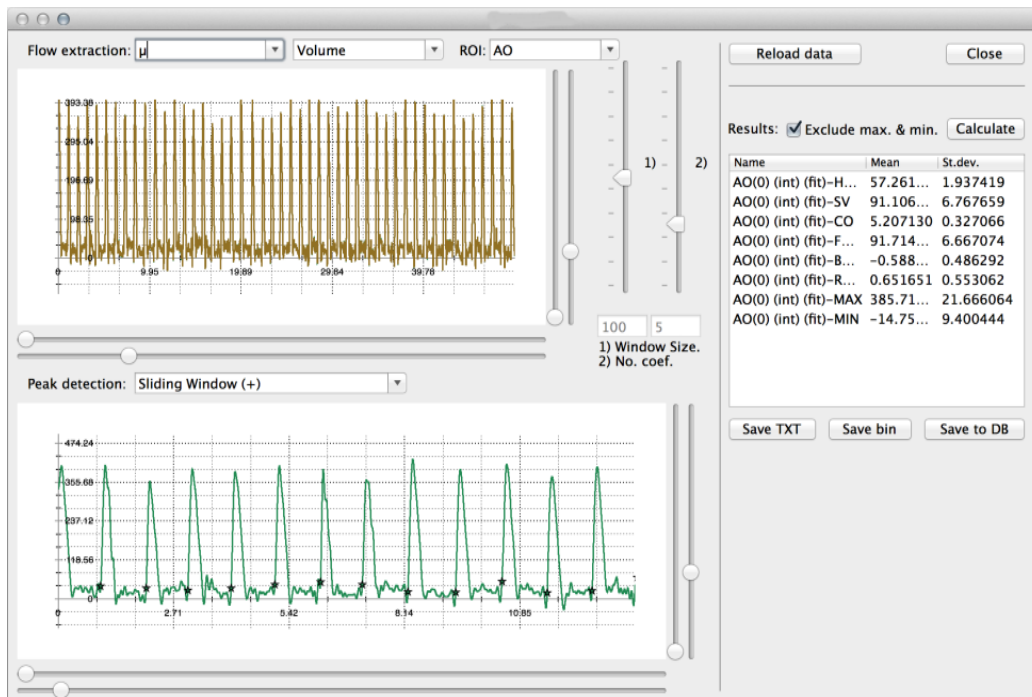 Flow extraction: µ Volume ROI: AO
Reload data Close
393.38
295.04
196.69
98.35
0
0 9.95 19.89 29.84 39.78
1) 2)
100 5
1) Window Size.
2) No. coef.
Results: Exclude max. & min. Calculate
Name Mean St.dev.
AO(0) (int) (fit)-H... 57.261... 1.937419
AO(0) (int) (fit)-SV 91.106... 6.767659
AO(0) (int) (fit)-CO 5.207130 0.327066
AO(0) (int) (fit)-F... 91.714... 6.667074
AO(0) (int) (fit)-B... -0.588... 0.486292
AO(0) (int) (fit)-R... 0.651651 0.553062
AO(0) (int) (fit)-MAX 385.71... 21.666064
AO(0) (int) (fit)-MIN -14.75... 9.400444
Save TXT Save bin Save to DB
Peak detection: Sliding Window (+)
474.24
355.68
237.12
118.56
0
0 2.71 5.42 8.14 10.85